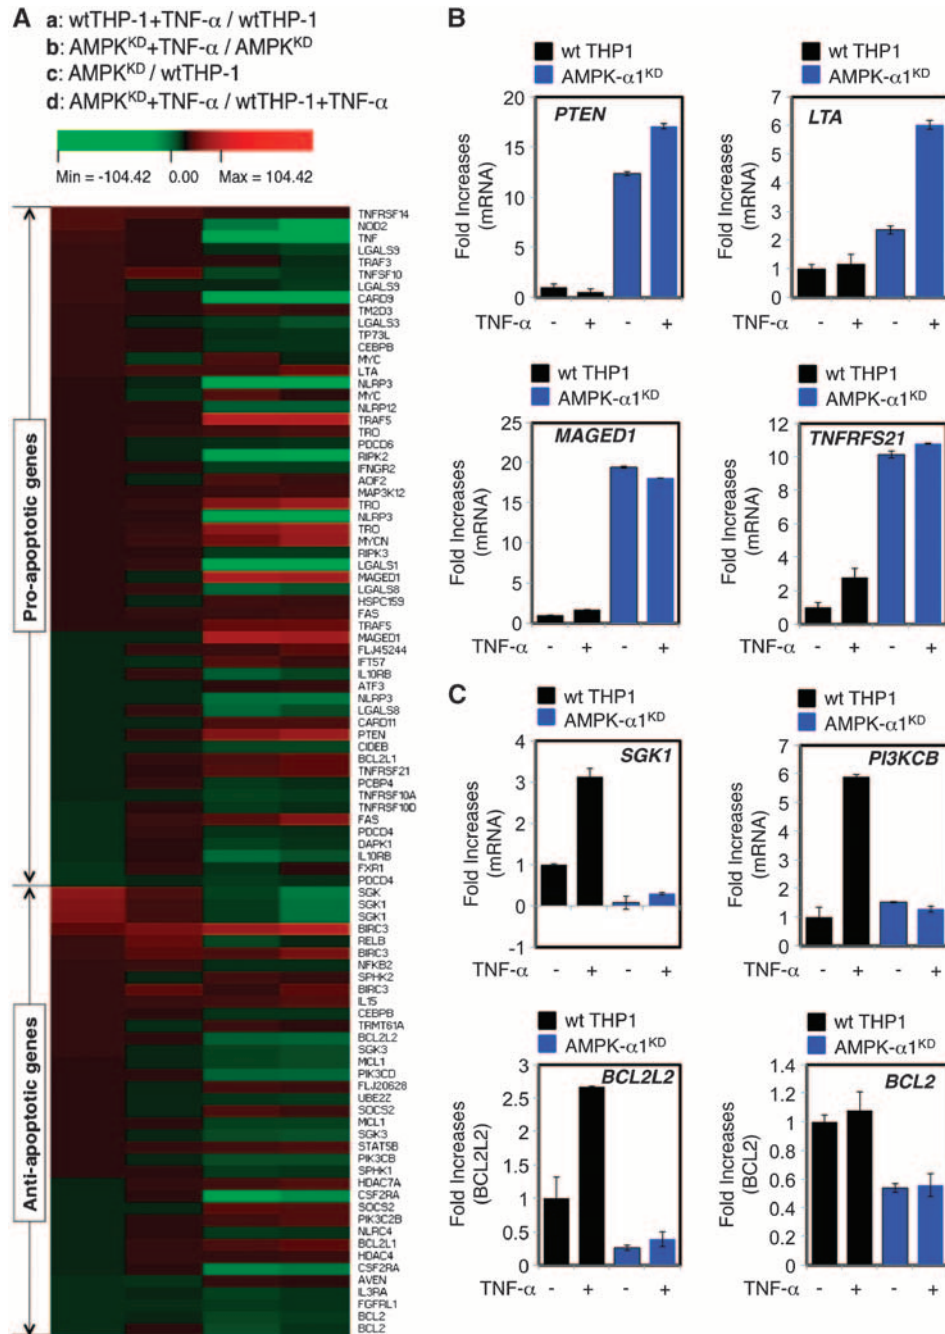 A
a: wtTHP-1+TNF-α / wtTHP-1
b: AMPKKD+TNF-α / AMPKKD
c: AMPKKD / wtTHP-1
d: AMPKKD+TNF-α / wtTHP-1+TNF-α
Min = -104.42 0.00 Max = 104.42
Pro-apoptotic genes
TNFRSF14
NOD2
TNF
LGALS9
TRAF3
TNFSF10
LGALS9
CARD9
TM2D3
LGALS3
TP73L
CEBPB
MYC
LTA
NLRP3
MYC
NLRP12
TRAF5
TRO
PDCD6
RIPK2
IFNGR2
AOF2
MAP3K12
TRO
NLRP3
TRO
MYCN
RIPK3
LGALS1
MAGED1
LGALS8
HSPC159
FAS
TRAF5
MAGED1
FLJ45244
IFT57
IL10RB
ATF3
NLRP3
LGALS8
CARD11
PTEN
CIDEB
BCL2L1
TNFRSF21
PCBP4
TNFRSF10A
TNFRSF10D
FAS
PDCD4
DAPK1
IL10RB
FXR1
PDCD4
Anti-apoptotic genes
SGK
SGK1
SGK1
BIRC3
RELB
BIRC3
NFKB2
SPHK2
BIRC3
IL15
CEBPB
TRMT61A
BCL2L2
SGK3
MCL1
PIK3CD
FLJ20628
UBE2Z
SOCS2
MCL1
SGK3
STAT5B
PIK3CB
SPHK1
HDAC7A
CSF2RA
SOCS2
PIK3C2B
NLRC4
BCL2L1
HDAC4
CSF2RA
AVEN
IL3RA
FGFRL1
BCL2
BCL2
B
wt THP1
AMPK-α1KD
PTEN
Fold Increases
(mRNA)
20
15
10
5
0
TNF-α - + - +
wt THP1
AMPK-α1KD
LTA
Fold Increases
(mRNA)
7
6
5
4
3
2
1
0
- + - +
wt THP1
AMPK-α1KD
MAGED1
Fold Increases
(mRNA)
25
20
15
10
5
0
TNF-α - + - +
wt THP1
AMPK-α1KD
TNFRFS21
Fold Increases
(mRNA)
12
10
8
6
4
2
0
TNF-α - + - +
C
wt THP1
AMPK-α1KD
SGK1
Fold Increases
(mRNA)
4
3
2
1
0
-1
TNF-α - + - +
wt THP1
AMPK-α1KD
PI3KCB
Fold Increases
(mRNA)
7
6
5
4
3
2
1
0
TNF-α - + - +
wt THP1
AMPK-α1KD
BCL2L2
Fold Increases
(BCL2L2)
3
2.5
2
1
0.5
0
TNF-α - + - +
wt THP1
AMPK-α1KD
BCL2
Fold Increases
(BCL2)
1.4
1.2
1.0
0.8
0.6
0.4
0.2
0
TNF-α - + - +